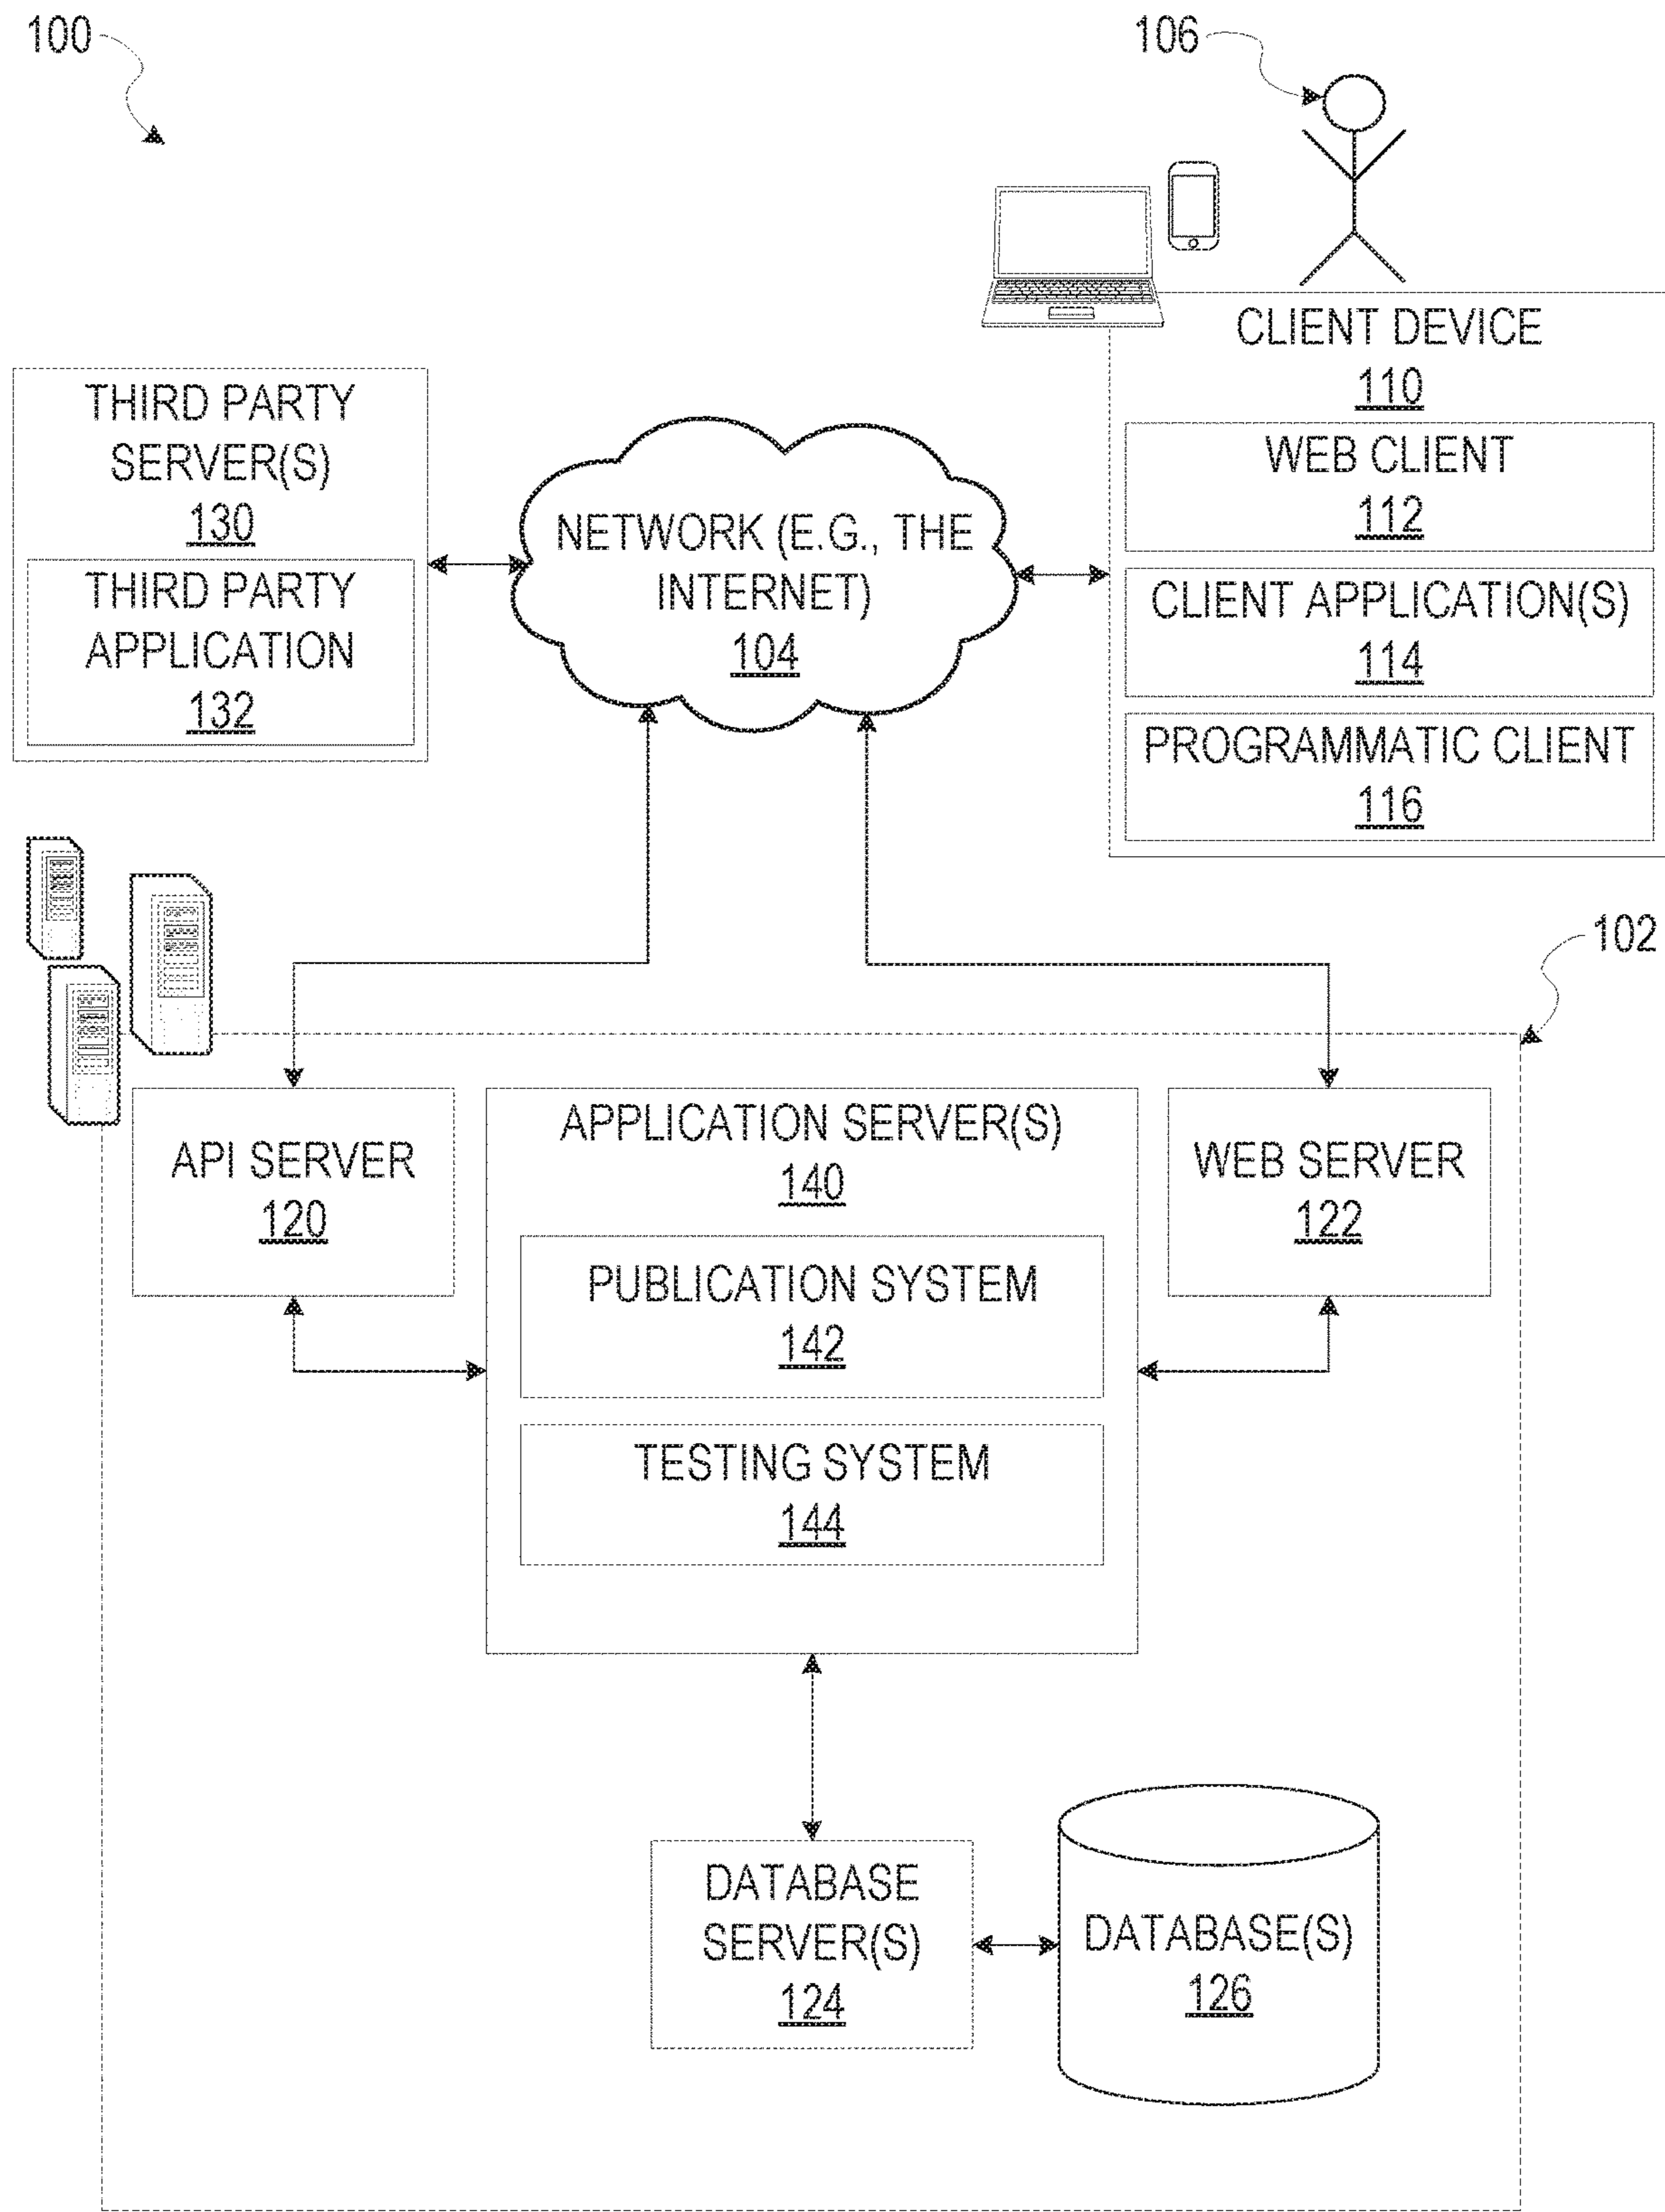 100
106
CLIENT DEVICE
110
WEB CLIENT
112
CLIENT APPLICATION(S)
114
PROGRAMMATIC CLIENT
116
THIRD PARTY
SERVER(S)
130
THIRD PARTY
APPLICATION
132
NETWORK (E.G., THE
INTERNET)
104
102
API SERVER
120
APPLICATION SERVER(S)
140
PUBLICATION SYSTEM
142
TESTING SYSTEM
144
WEB SERVER
122
DATABASE
SERVER(S)
124
DATABASE(S)
126